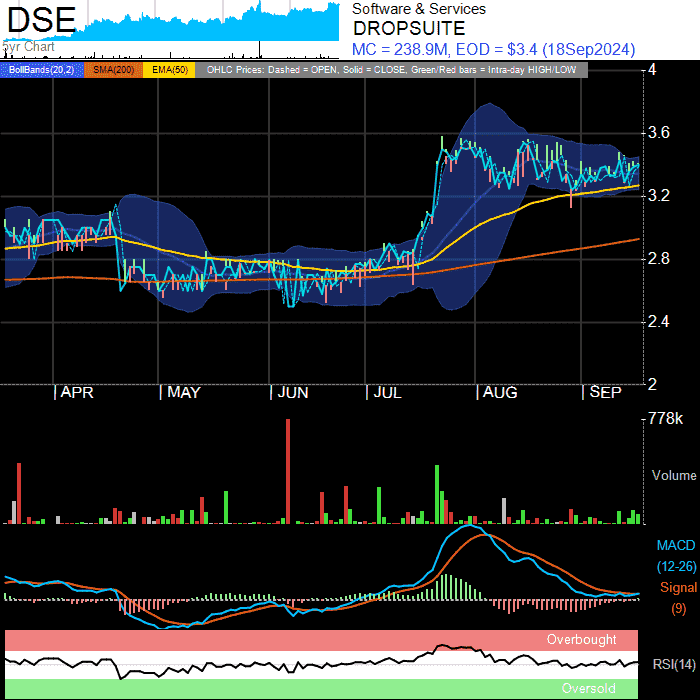 DSE
5yr Chart
Software & Services
DROPSUITE
MC = 238.9M, EOD = $3.4 (18Sep2024)
BollBands(20,2) SMA(200) EMA(50) OHLC Prices: Dashed = OPEN, Solid = CLOSE, Green/Red bars = Intra-day HIGH/LOW
4
3.6
3.2
2.8
2.4
2
APR MAY JUN JUL AUG SEP
778k
Volume
MACD
(12-26)
Signal
(9)
Overbought
RSI(14)
Oversold